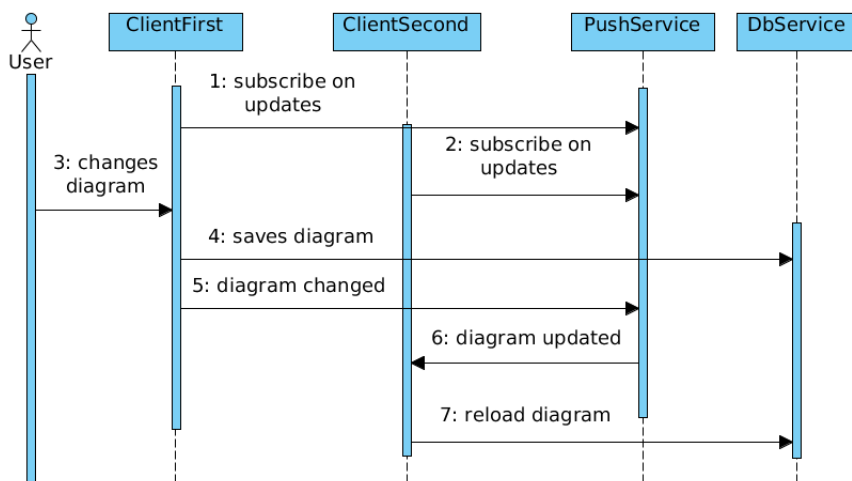 ClientFirst
ClientSecond
PushService
DbService
User
1: subscribe on
updates
2: subscribe on
updates
3: changes
diagram
4: saves diagram
5: diagram changed
6: diagram updated
7: reload diagram